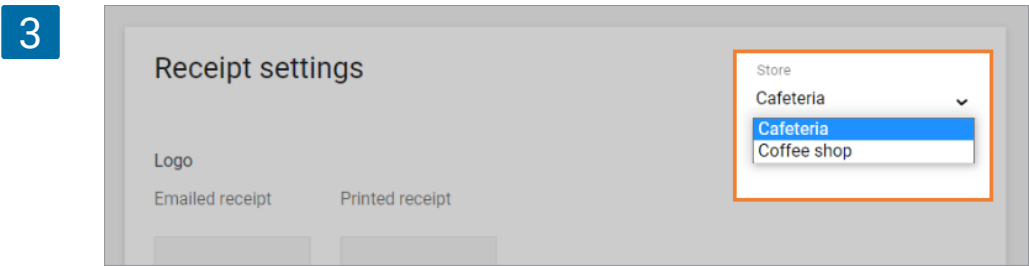 3
Receipt settings
Store
Cafeteria
Cafeteria
Coffee shop
Logo
Emailed receipt
Printed receipt